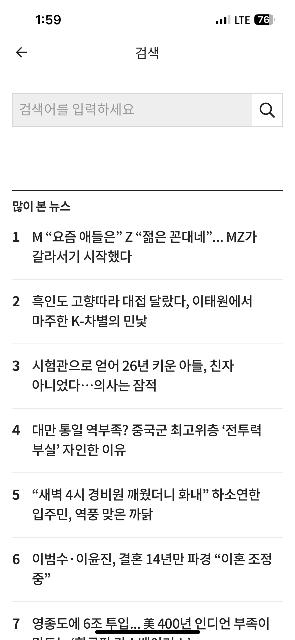 1:59
LTE 76
검색
검색어를 입력하세요
많이 본 뉴스
1 M “요즘 애들은” Z “젊은 꼰대네”... MZ가
갈라서기 시작했다
2 흑인도 고향따라 대접 달랐다, 이태원에서
마주한 K-차별의 민낯
3 시험관으로 얻어 26년 키운 아들, 친자
아니었다…의사는 잠적
4 대만 통일 역부족? 중국군 최고위층 ‘전투력
부실’ 자인한 이유
5 “새벽 4시 경비원 깨웠더니 화내” 하소연한
입주민, 역풍 맞은 까닭
6 이범수·이윤진, 결혼 14년만 파경 “이혼 조정
중”
7 영종도에 6조 투입... 美 400년 인디언 부족이